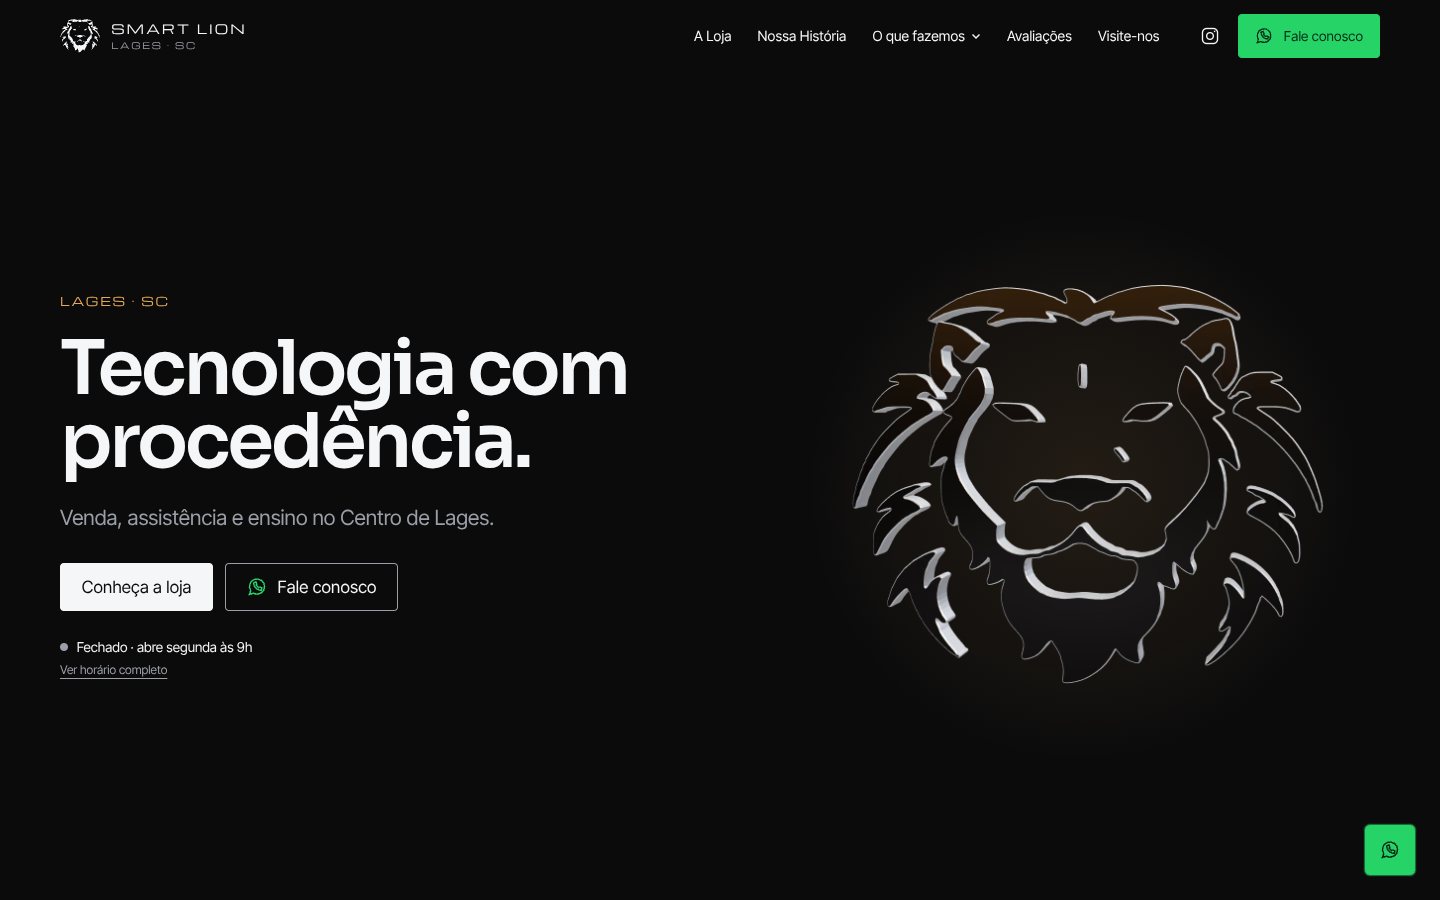 SMART LION
LAGES · SC
A Loja
Nossa História
O que fazemos
Avaliações
Visite-nos
Fale conosco
LAGES · SC
Tecnologia com
procedência.
Venda, assistência e ensino no Centro de Lages.
Conheça a loja
Fale conosco
Fechado · abre segunda às 9h
Ver horário completo